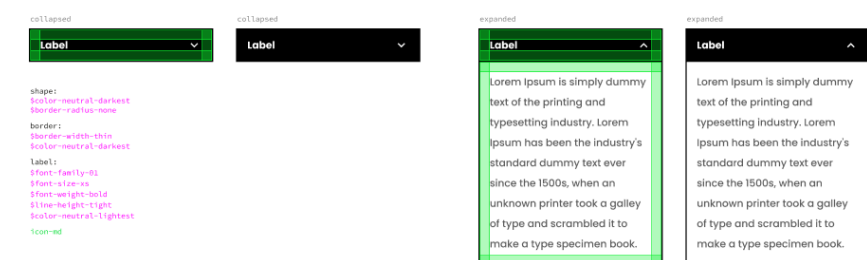 collapsed
collapsed
expanded
expanded
Label
Label
Label
Label
shape:
$color-neutral-darkest
$border-radius-none
border:
$border-width-thin
$color-neutral-darkest
label:
$font-family-01
$font-size-xs
$font-weight-bold
$line-height-tight
$color-neutral-lightest
icon-md
Lorem Ipsum is simply dummy
text of the printing and
typesetting industry. Lorem
Ipsum has been the industry's
standard dummy text ever
since the 1500s, when an
unknown printer took a galley
of type and scrambled it to
make a type specimen book.
Lorem Ipsum is simply dummy
text of the printing and
typesetting industry. Lorem
Ipsum has been the industry's
standard dummy text ever
since the 1500s, when an
unknown printer took a galley
of type and scrambled it to
make a type specimen book.